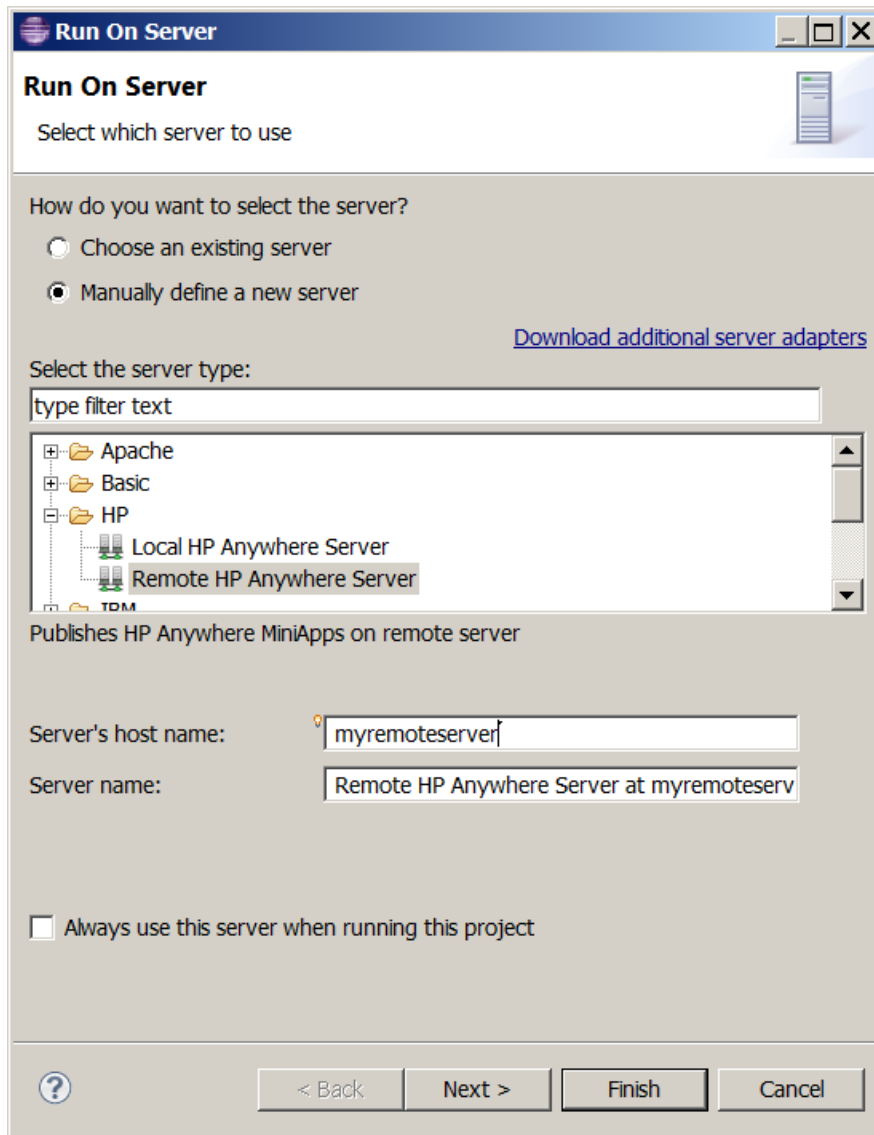 Run On Server
Run On Server
Select which server to use
How do you want to select the server?
Choose an existing server
Manually define a new server
Download additional server adapters
Select the server type:
type filter text
Apache
Basic
HP
Local HP Anywhere Server
Remote HP Anywhere Server
IBM
Publishes HP Anywhere MiniApps on remote server
Server's host name:
myremoteserver
Server name:
Remote HP Anywhere Server at myremoteserv
Always use this server when running this project
?
< Back
Next >
Finish
Cancel